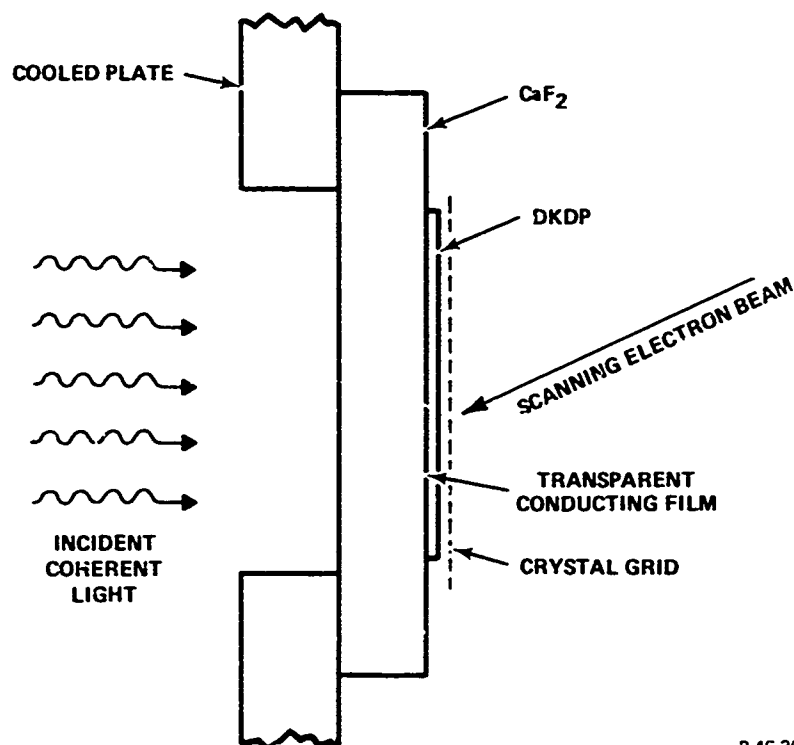 COOLED PLATE
CaF2
DKDP
SCANNING ELECTRON BEAM
TRANSPARENT
CONDUCTING FILM
CRYSTAL GRID
INCIDENT
COHERENT
LIGHT